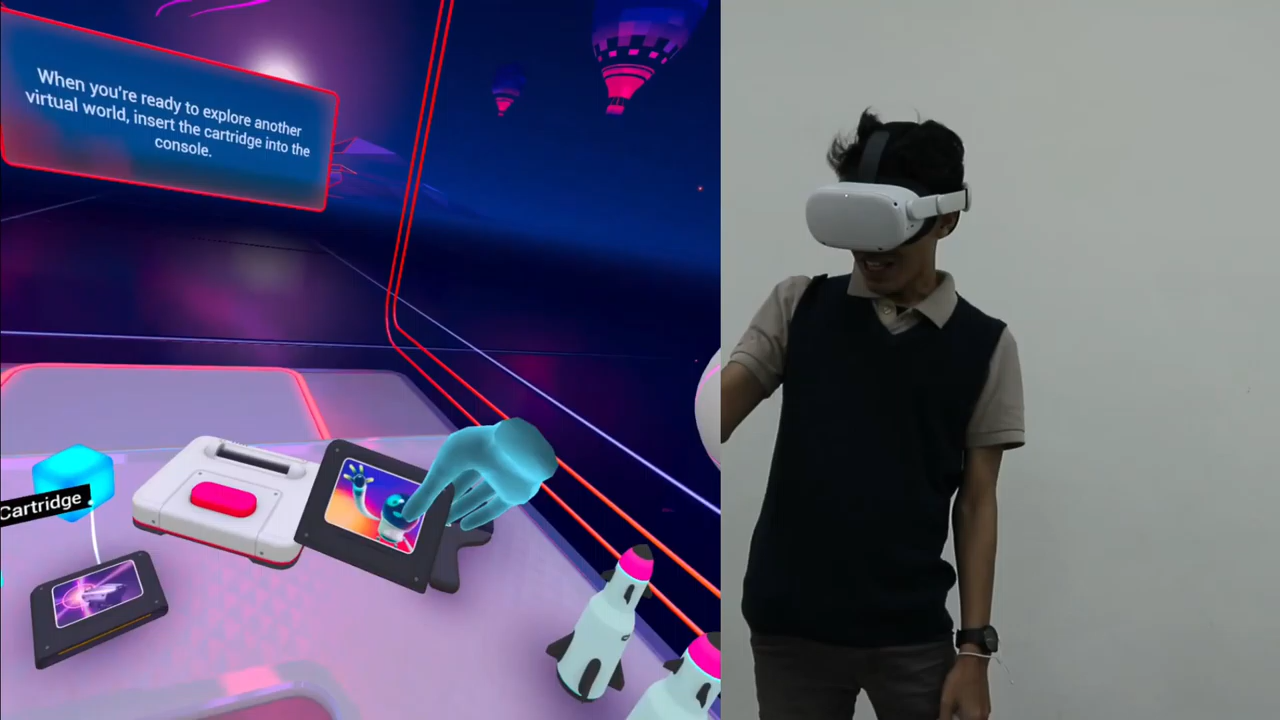 When you're ready to explore another
virtual world, insert the cartridge into the
console.
Cartridge